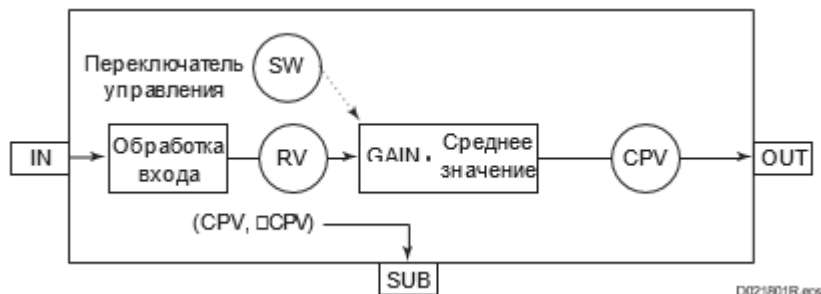 Переключатель
управления
SW
IN
Обработка
входа
RV
GAIN. Среднее
значение
CPV
OUT
(CPV, □CPV)
SUB
D021801R.eps